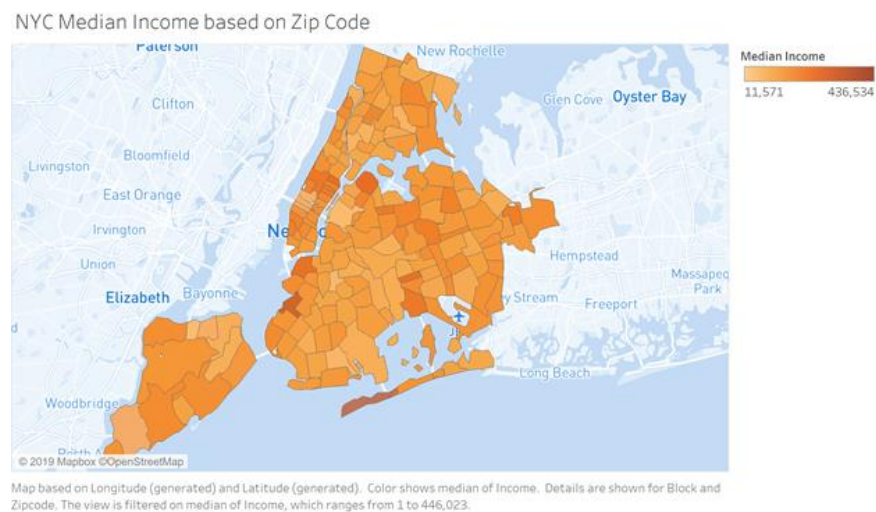 NYC Median Income based on Zip Code
Paterson
New Rochelle
Median Income
11,571 436,534
Clifton
Glen Cove
Oyster Bay
Livingston
Bloomfield
East Orange
Irvington
Ne
Union
Hempstead
Elizabeth
Bayonne
Massapeq
Park
y Stream
Freeport
Long Beach
Woodbridge
© 2019 Mapbox ©OpenStreetMap
Map based on Longitude (generated) and Latitude (generated). Color shows median of Income. Details are shown for Block and
Zipcode. The view is filtered on median of Income, which ranges from 1 to 446,023.